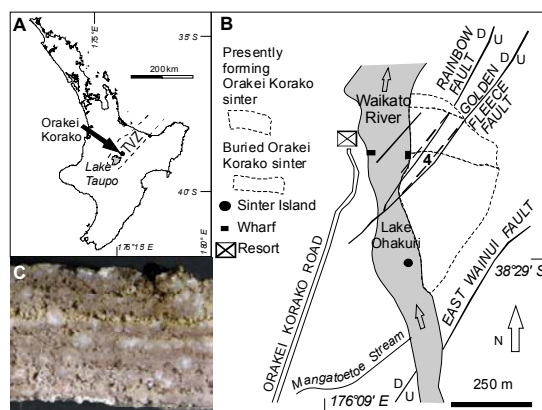 A
175°E
35°S
200km
Orakei
Korako
TVZ
Lake
Taupo
40°S
176°15' E
180°E
C
B
Presently
forming
Orakei Korako
sinter
Buried Orakei
Korako sinter
Sinter Island
Wharf
Resort
Waikato
River
RAINBOW
FAULT
D
U
GOLDEN
FLEECE
FAULT
D
U
4
Lake
Ohakuri
ORAKEI KORAKO ROAD
EAST WAINUI FAULT
38°29' S
Mangatoetoe Stream
N
D
U
176°09' E
250 m